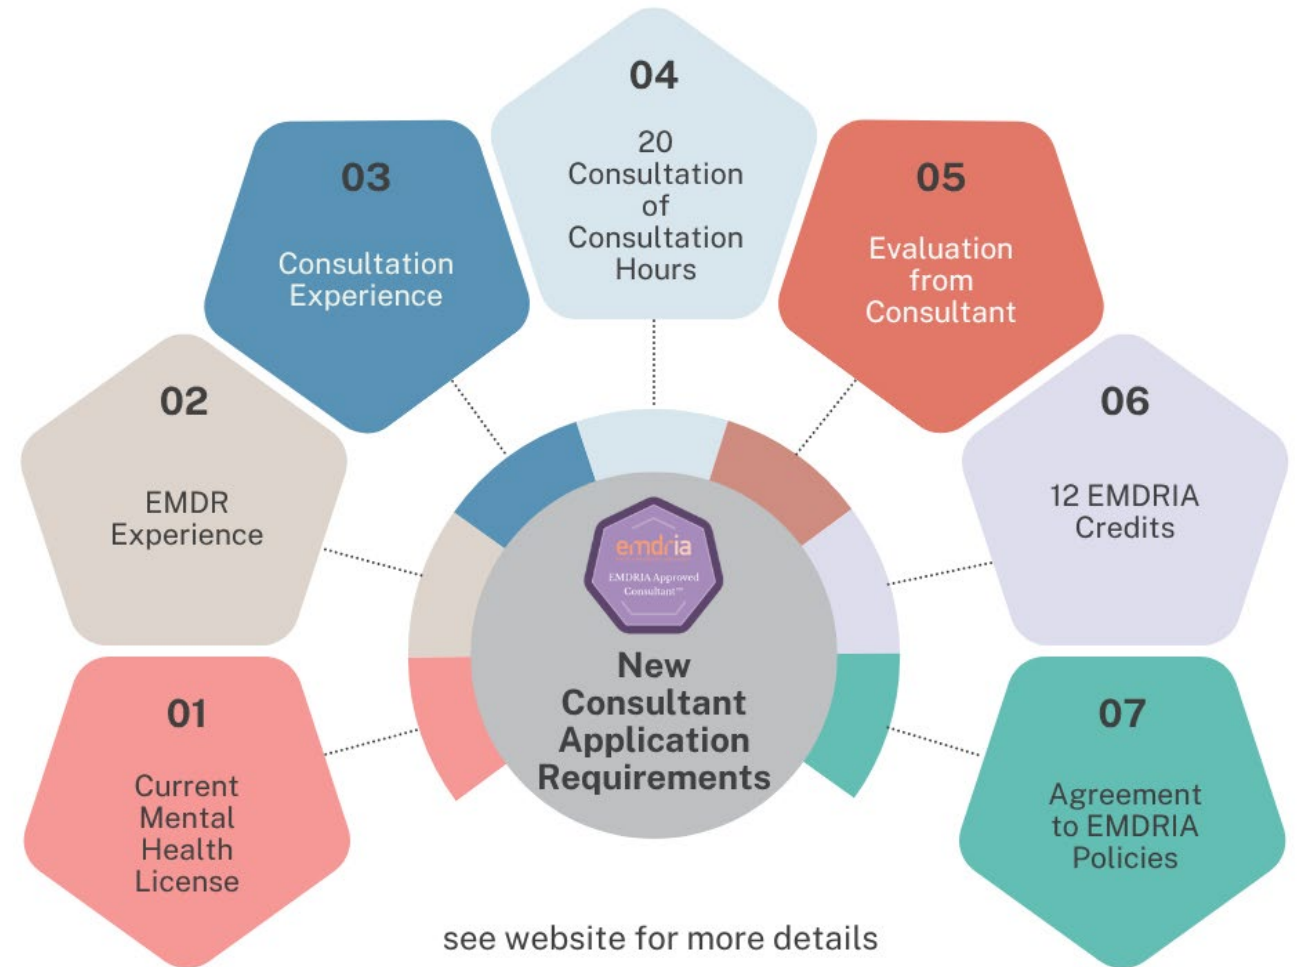 01
Current
Mental
Health
License
02
EMDR
Experience
03
Consultation
Experience
04
20
Consultation
of
Consultation
Hours
05
Evaluation
from
Consultant
06
12 EMDRIA
Credits
07
Agreement
to EMDRIA
Policies
emdria
EMDRIA Approved
Consultant™
New
Consultant
Application
Requirements
see website for more details